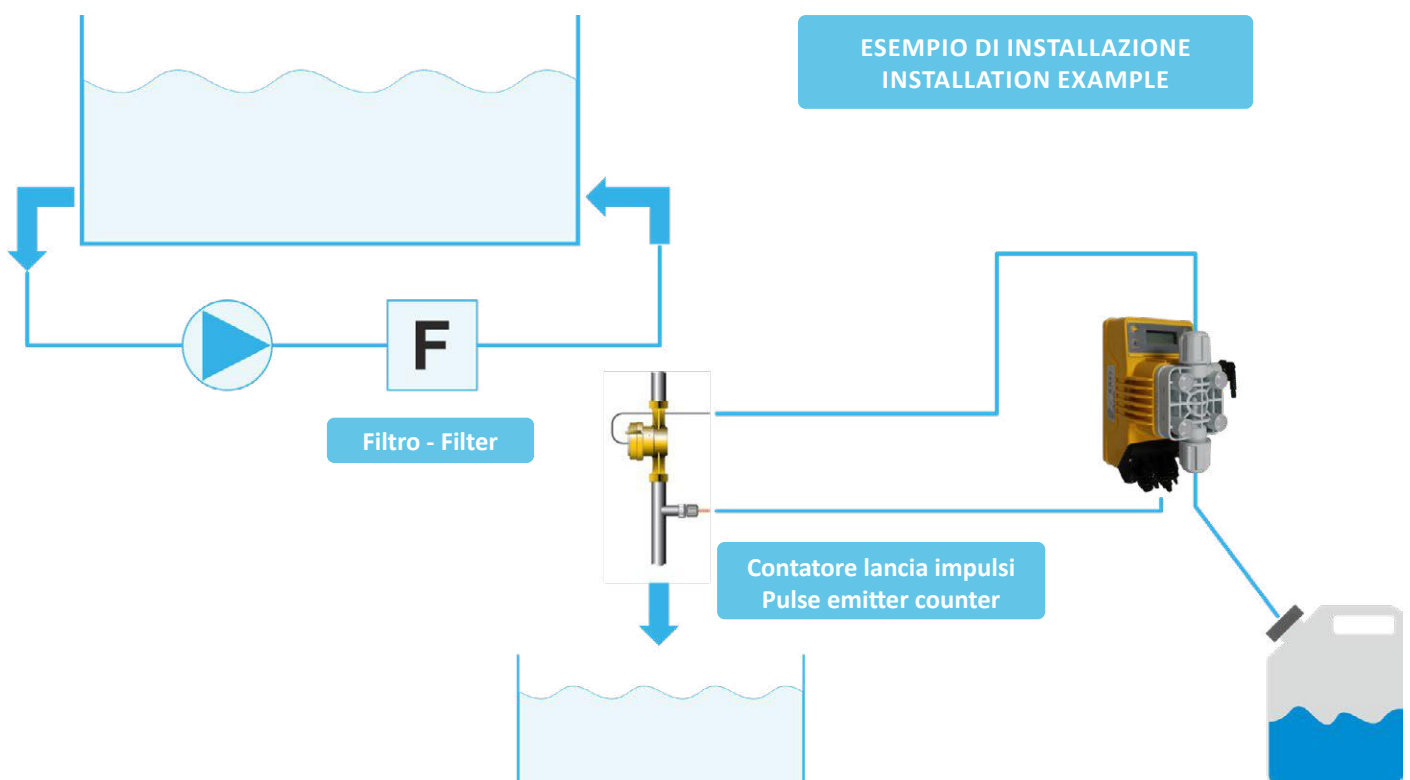 ESEMPIO DI INSTALLAZIONE
INSTALLATION EXAMPLE
F
Filtro - Filter
Contatore lancia impulsi
Pulse emitter counter